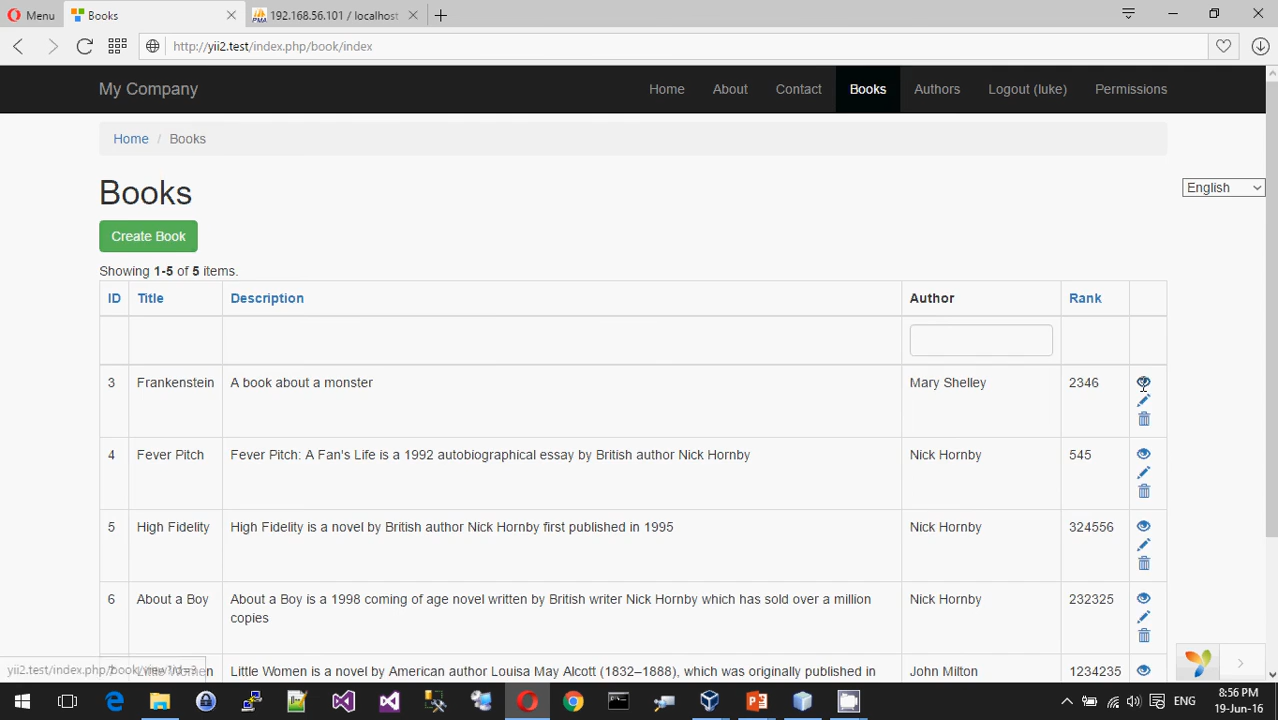 Menu
Books
192.168.56.101 / localhost
http://yii2.test/index.php/book/index
My Company
Home
About
Contact
Books
Authors
Logout (luke)
Permissions
Home / Books
Books
English
Create Book
Showing 1-5 of 5 items.
ID Title Description Author Rank
3 Frankenstein A book about a monster Mary Shelley 2346
4 Fever Pitch Fever Pitch: A Fan's Life is a 1992 autobiographical essay by British author Nick Hornby Nick Hornby 545
5 High Fidelity High Fidelity is a novel by British author Nick Hornby first published in 1995 Nick Hornby 324556
6 About a Boy About a Boy is a 1998 coming of age novel written by British writer Nick Hornby which has sold over a million Nick Hornby 232325
copies
Little Women is a novel by American author Louisa May Alcott (1832–1888), which was originally published in John Milton 1234235
8:56 PM
ENG
19-Jun-16